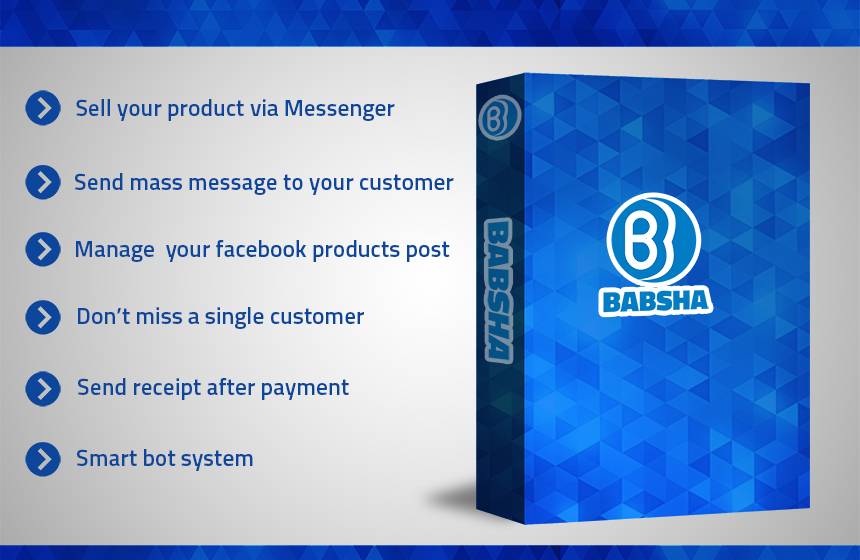 Sell your product via Messenger
Send mass message to your customer
Manage  your facebook products post
Don’t miss a single customer
Send receipt after payment
Smart bot system
B
BABSHA
B
BABSHA